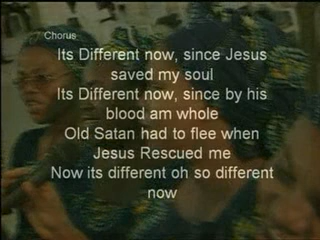 Chorus
Its Different now, since Jesus
saved my soul
Its Different now, since by his
blood am whole
Old Satan had to flee when
Jesus Rescued me
Now its different oh so different
now